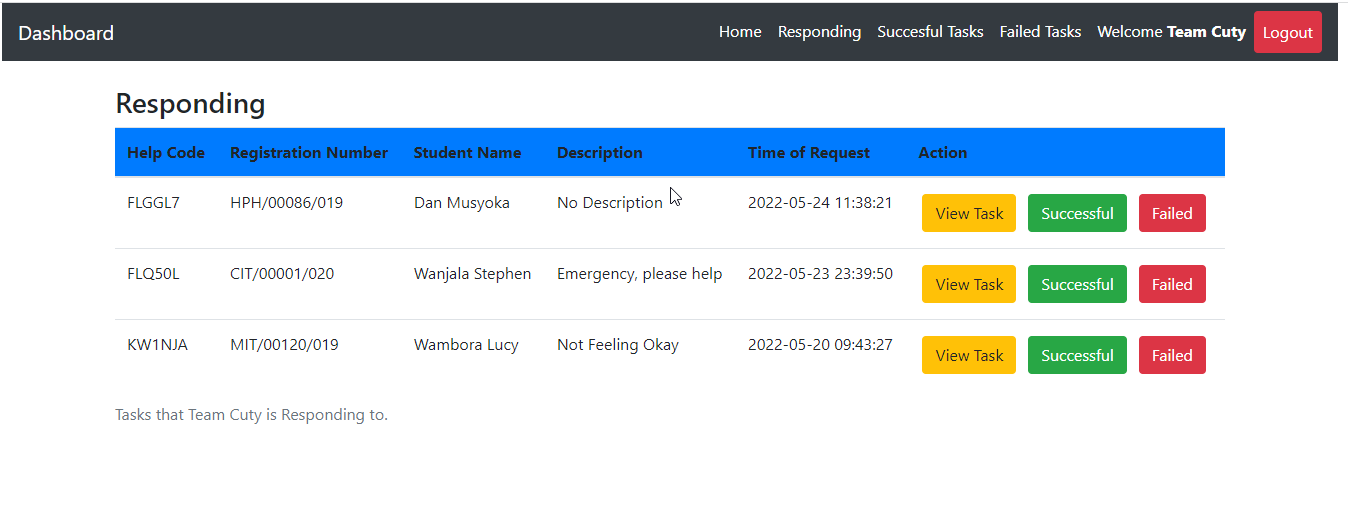 Dashboard Home Responding Succesful Tasks Failed Tasks Welcome Team Cuty Logout
Responding
Help Code Registration Number Student Name Description Time of Request Action
FLGGL7 HPH/00086/019 Dan Musyoka No Description 2022-05-24 11:38:21 View Task Successful Failed
FLQ50L CIT/00001/020 Wanjala Stephen Emergency, please help 2022-05-23 23:39:50 View Task Successful Failed
KW1NJA MIT/00120/019 Wambora Lucy Not Feeling Okay 2022-05-20 09:43:27 View Task Successful Failed
Tasks that Team Cuty is Responding to.